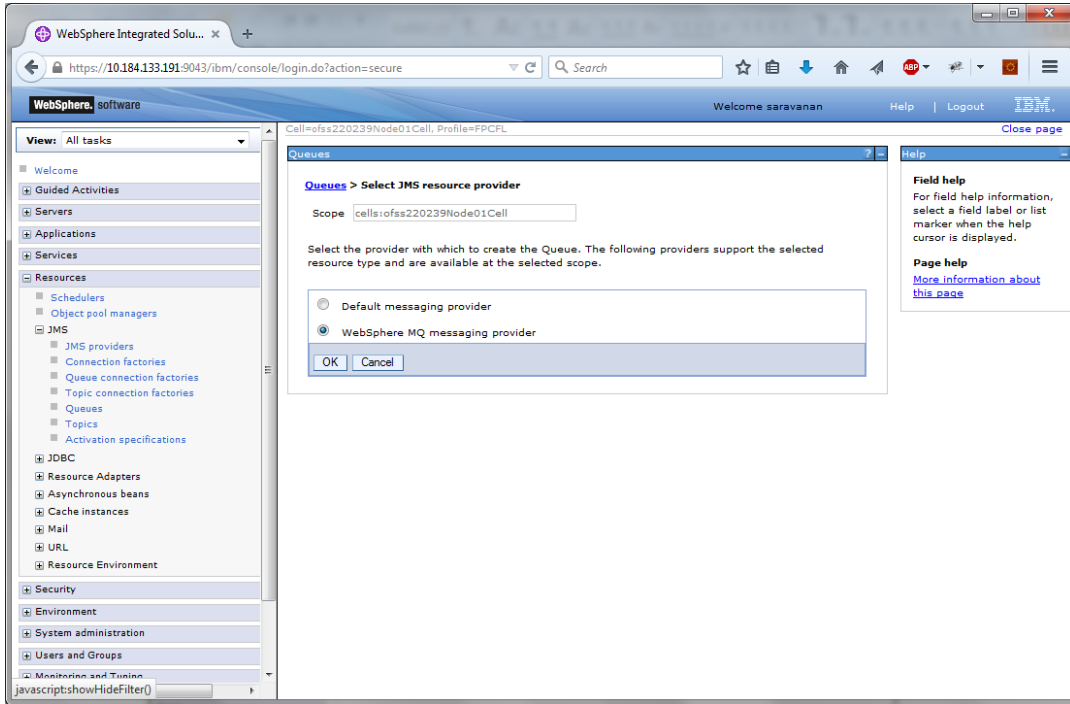 WebSphere Integrated Solu... ×
https://10.184.133.191:9043/ibm/console/login.do?action=secure
Search
ABP
WebSphere. software
Welcome saravanan
Help | Logout
IBM.
View: All tasks
Welcome
Guided Activities
Servers
Applications
Services
Resources
Schedulers
Object pool managers
JMS
JMS providers
Connection factories
Queue connection factories
Topic connection factories
Queues
Topics
Activation specifications
JDBC
Resource Adapters
Asynchronous beans
Cache instances
Mail
URL
Resource Environment
Security
Environment
System administration
Users and Groups
Monitoring and Tuning
javascript:showHideFilter()
Cell=ofss220239Node01Cell, Profile=FPCFL
Close page
Queues ? –
Queues > Select JMS resource provider
Scope cells:ofss220239Node01Cell
Select the provider with which to create the Queue. The following providers support the selected
resource type and are available at the selected scope.
Default messaging provider
WebSphere MQ messaging provider
OK Cancel
Help –
Field help
For field help information,
select a field label or list
marker when the help
cursor is displayed.
Page help
More information about
this page